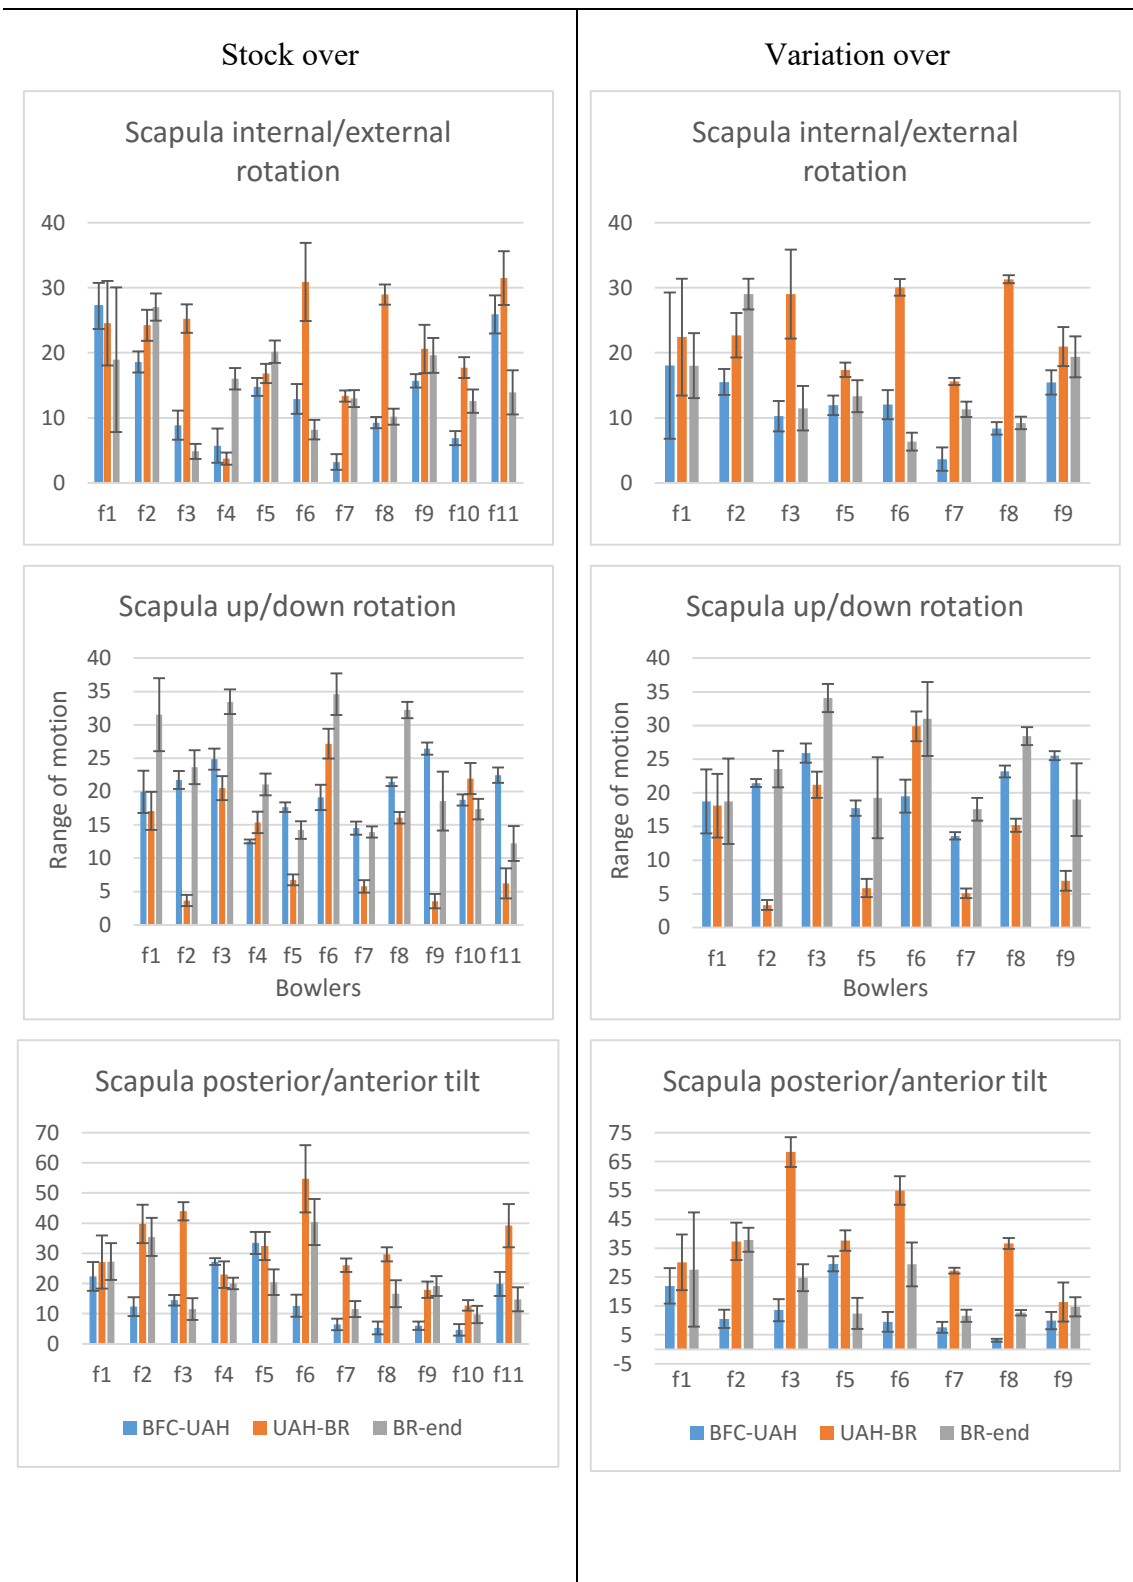 Stock over
Variation over
Scapula internal/external
rotation
40
30
20
10
0
f1 f2 f3 f4 f5 f6 f7 f8 f9 f10 f11
Scapula internal/external
rotation
40
30
20
10
0
f1 f2 f3 f5 f6 f7 f8 f9
Scapula up/down rotation
Range of motion
40
35
30
25
20
15
10
5
0
f1 f2 f3 f4 f5 f6 f7 f8 f9 f10 f11
Bowlers
Scapula up/down rotation
Range of motion
40
35
30
25
20
15
10
5
0
f1 f2 f3 f5 f6 f7 f8 f9
Bowlers
Scapula posterior/anterior tilt
70
60
50
40
30
20
10
0
f1 f2 f3 f4 f5 f6 f7 f8 f9 f10 f11
BFC-UAH UAH-BR BR-end
Scapula posterior/anterior tilt
75
65
55
45
35
25
15
5
-5
f1 f2 f3 f5 f6 f7 f8 f9
BFC-UAH UAH-BR BR-end